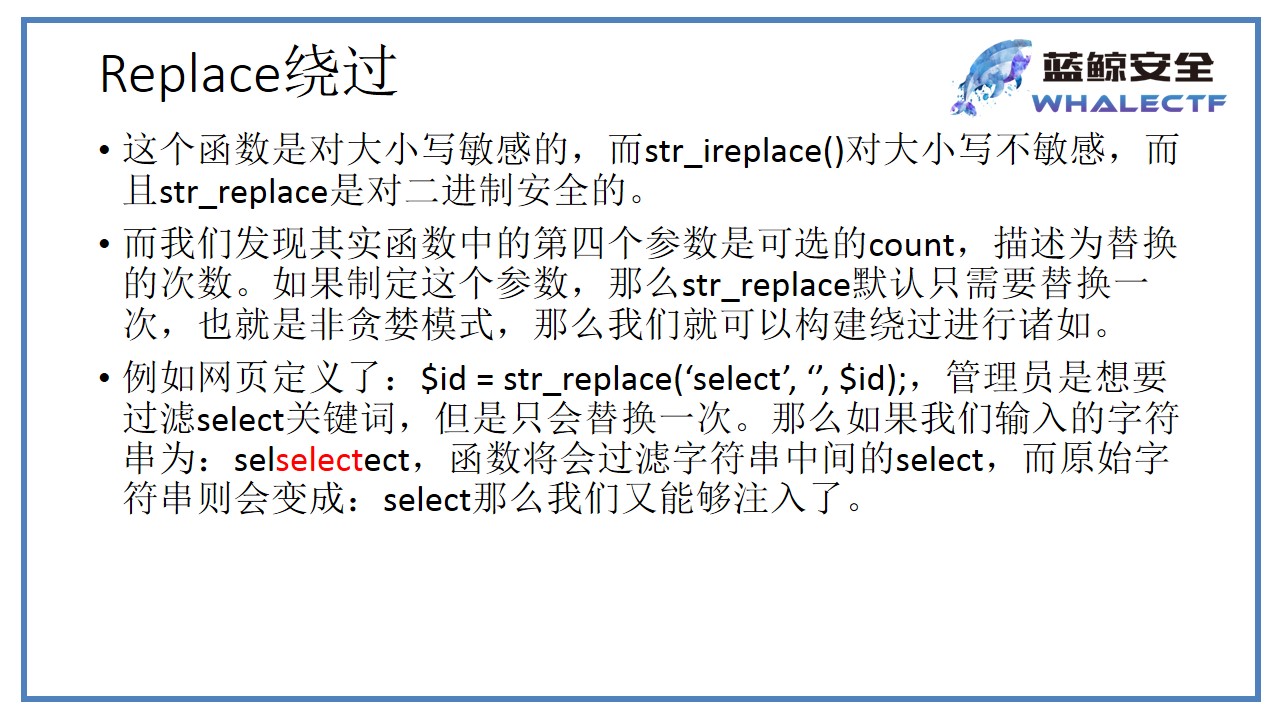 Replace绕过
蓝鲸安全
WHALECTF
• 这个函数是对大小写敏感的，而str_ireplace()对大小写不敏感，而
且str_replace是对二进制安全的。
• 而我们发现其实函数中的第四个参数是可选的count，描述为替换
的次数。如果制定这个参数，那么str_replace默认只需要替换一
次，也就是非贪婪模式，那么我们就可以构建绕过进行诸如。
• 例如网页定义了：$id = str_replace(‘select’, ‘’, $id);，管理员是想要
过滤select关键词，但是只会替换一次。那么如果我们输入的字符
串为：selselectect，函数将会过滤字符串中间的select，而原始字
符串则会变成：select那么我们又能够注入了。